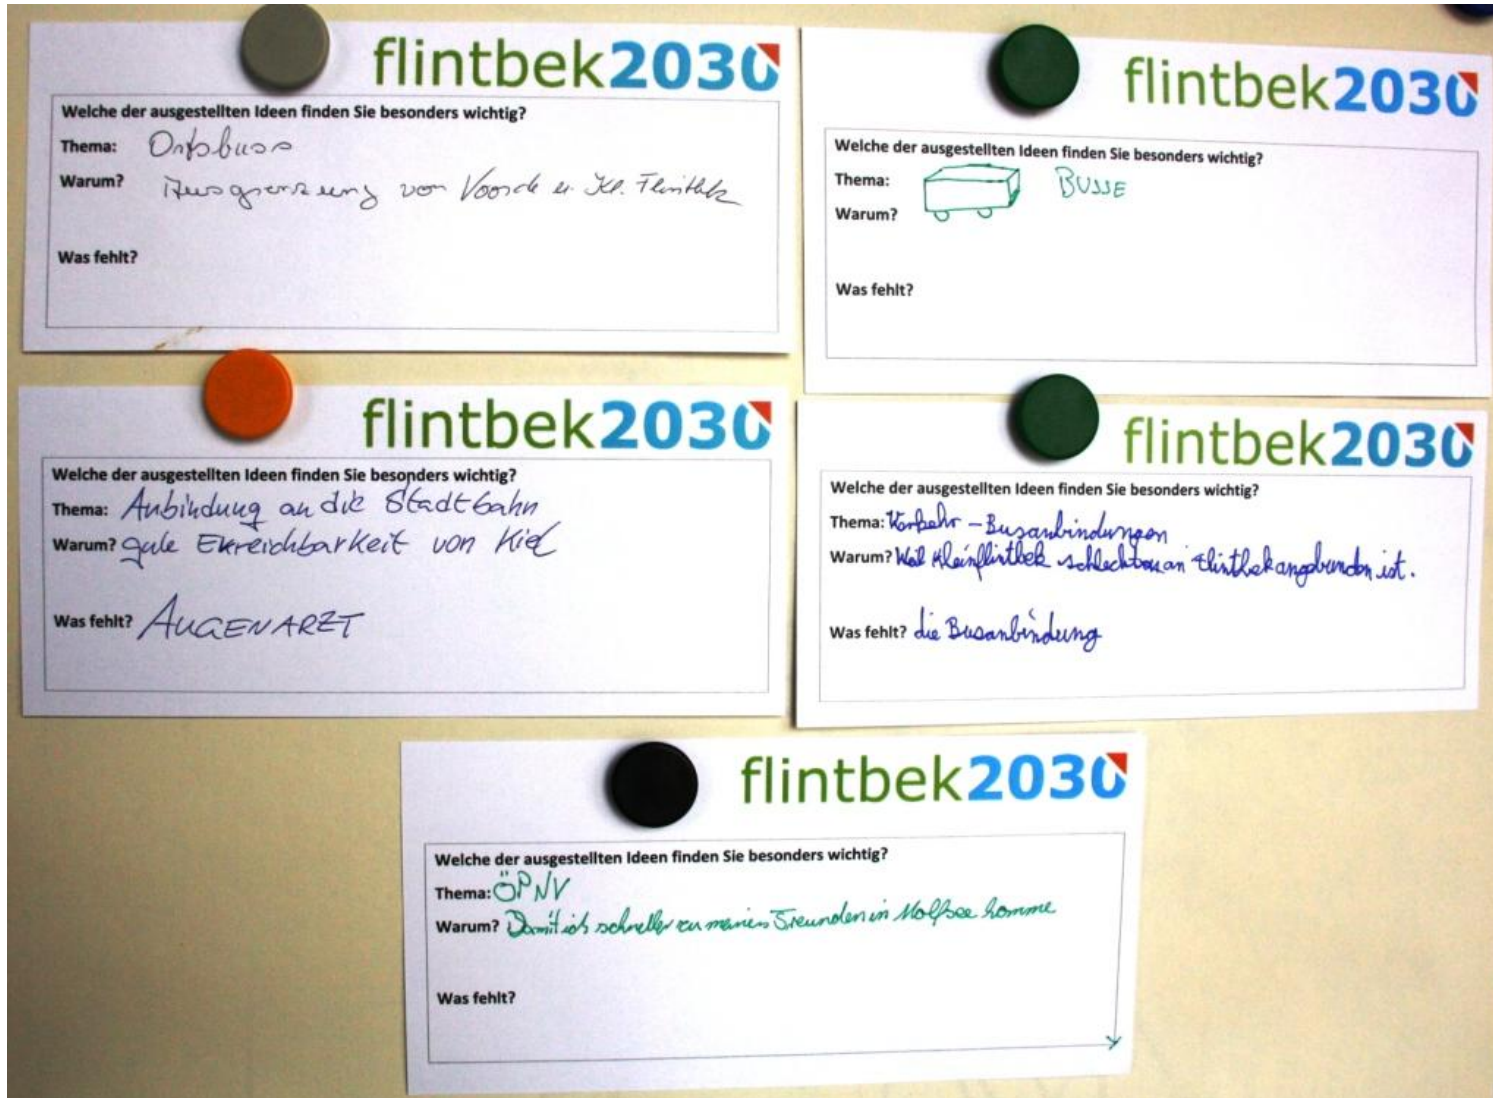 flintbek2030
Welche der ausgestellten Ideen finden Sie besonders wichtig?
Thema: Ortsbuss
Warum? Ausgrenzung von Voorde u. Kl. Flintbek
Was fehlt?
flintbek2030
Welche der ausgestellten Ideen finden Sie besonders wichtig?
Thema: BUSSE
Warum?
Was fehlt?
flintbek2030
Welche der ausgestellten Ideen finden Sie besonders wichtig?
Thema: Anbindung an die Stadtbahn
Warum? gute Erreichbarkeit von Kiel
Was fehlt? AUGENARZT
flintbek2030
Welche der ausgestellten Ideen finden Sie besonders wichtig?
Thema: Verkehr - Busanbindungen
Warum? Weil Kleinflintbek schlecht an Flintbek angebunden ist.
Was fehlt? die Busanbindung
flintbek2030
Welche der ausgestellten Ideen finden Sie besonders wichtig?
Thema: ÖPNV
Warum? Damit ich schneller zu meinen Freunden in Molfsee komme
Was fehlt?